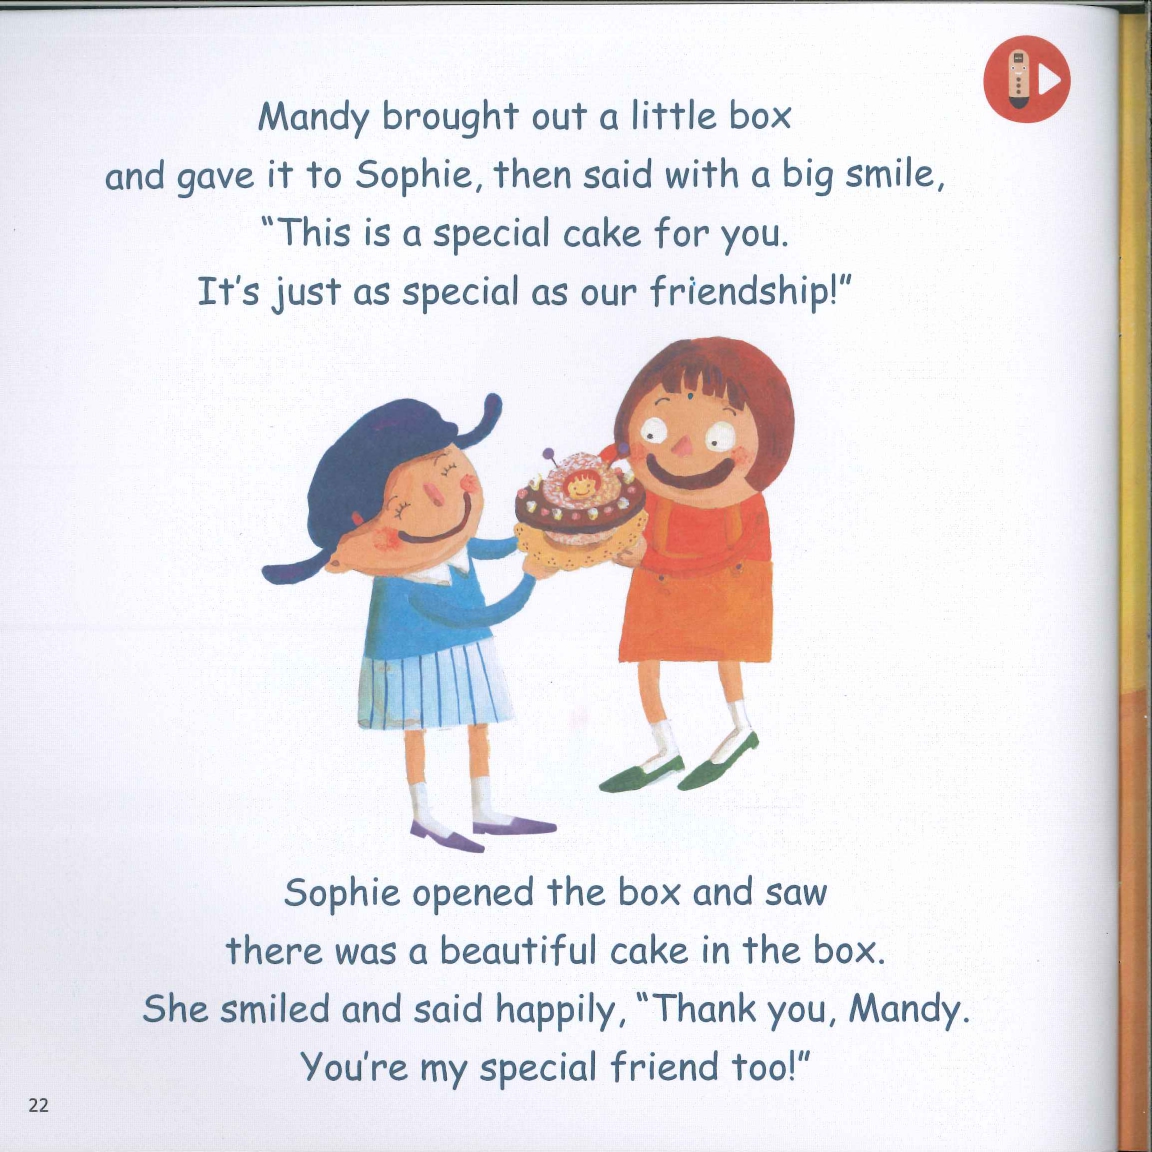 Mandy brought out a little box
and gave it to Sophie, then said with a big smile,
“This is a special cake for you.
It’s just as special as our friendship!”
Sophie opened the box and saw
there was a beautiful cake in the box.
She smiled and said happily, “Thank you, Mandy.
You’re my special friend too!”
22